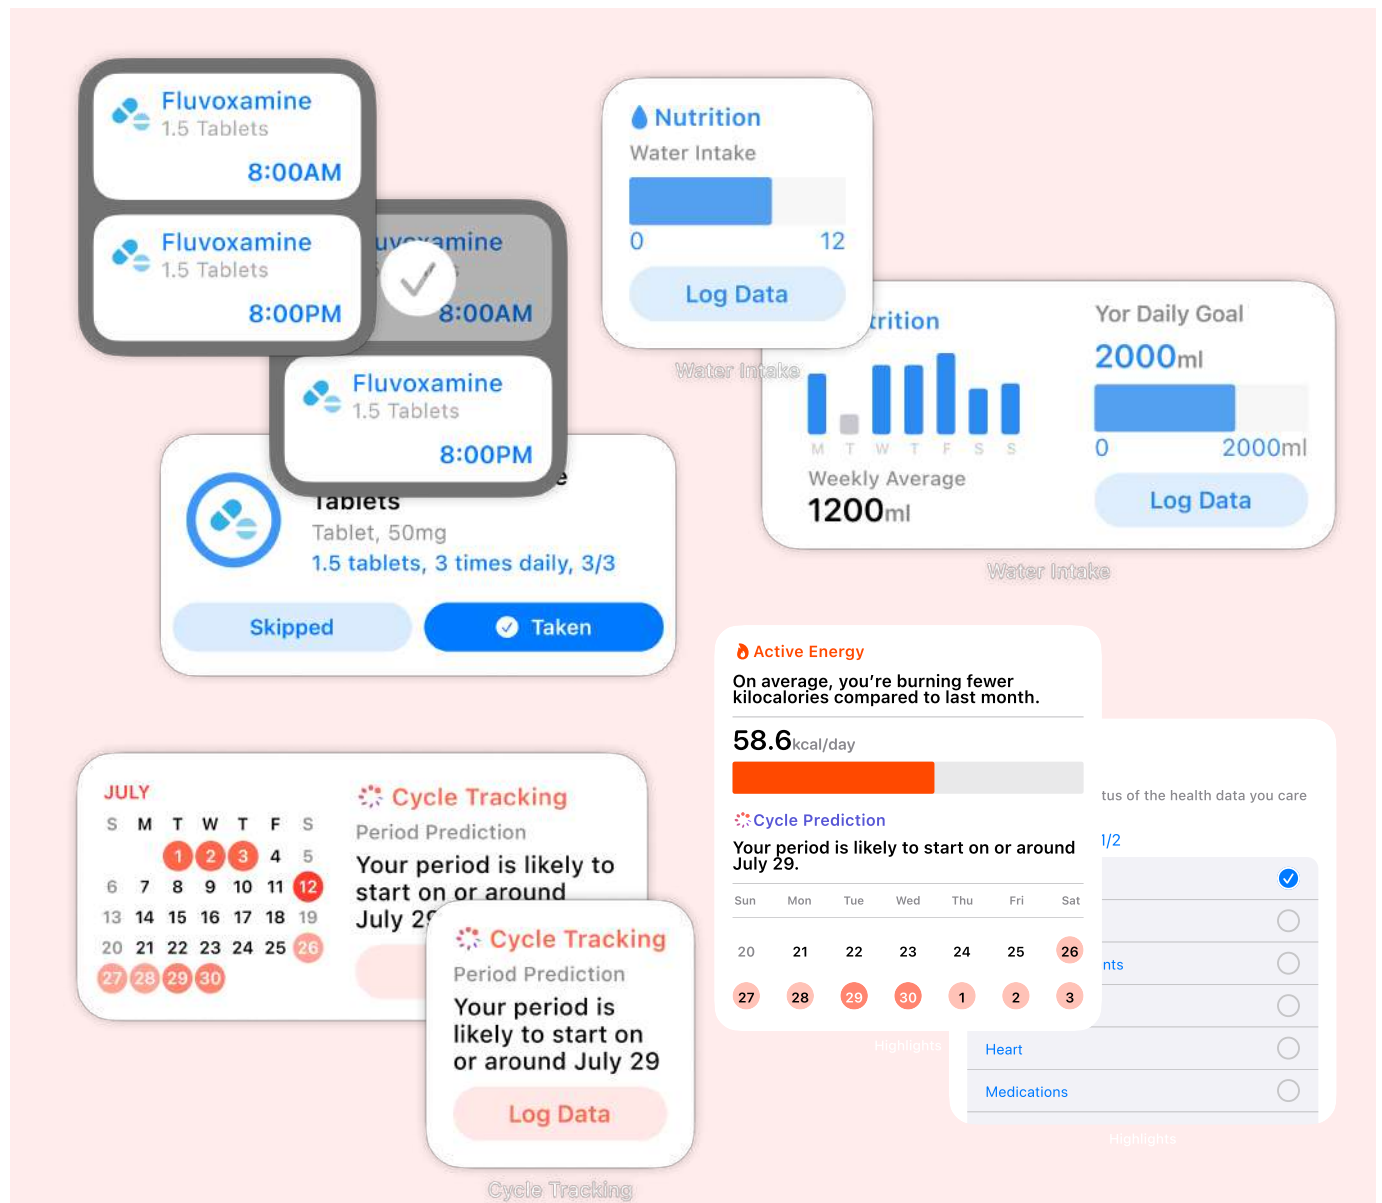 Fluvoxamine
1.5 Tablets
8:00AM
Fluvoxamine
1.5 Tablets
8:00PM
uvoxamine
8:00AM
Fluvoxamine
1.5 Tablets
8:00PM
Tablets
Tablet, 50mg
1.5 tablets, 3 times daily, 3/3
Skipped
Taken
Nutrition
Water Intake
0 12
Log Data
Water Intake
trition
M T W T F S S
Weekly Average
1200ml
Yor Daily Goal
2000ml
0 2000ml
Log Data
Water Intake
JULY
S M T W T F S
1 2 3 4 5
6 7 8 9 10 11 12
13 14 15 16 17 18 19
20 21 22 23 24 25 26
27 28 29 30
Cycle Tracking
Period Prediction
Your period is likely to
start on or around
July 29
Cycle Tracking
Period Prediction
Your period is
likely to start on
or around July 29
Log Data
Cycle Tracking
Active Energy
On average, you’re burning fewer
kilocalories compared to last month.
58.6kcal/day
Cycle Prediction
Your period is likely to start on or around
July 29.
Sun Mon Tue Wed Thu Fri Sat
20 21 22 23 24 25 26
27 28 29 30 1 2 3
Highlights
tus of the health data you care
1/2
nts
Heart
Medications
Highlights